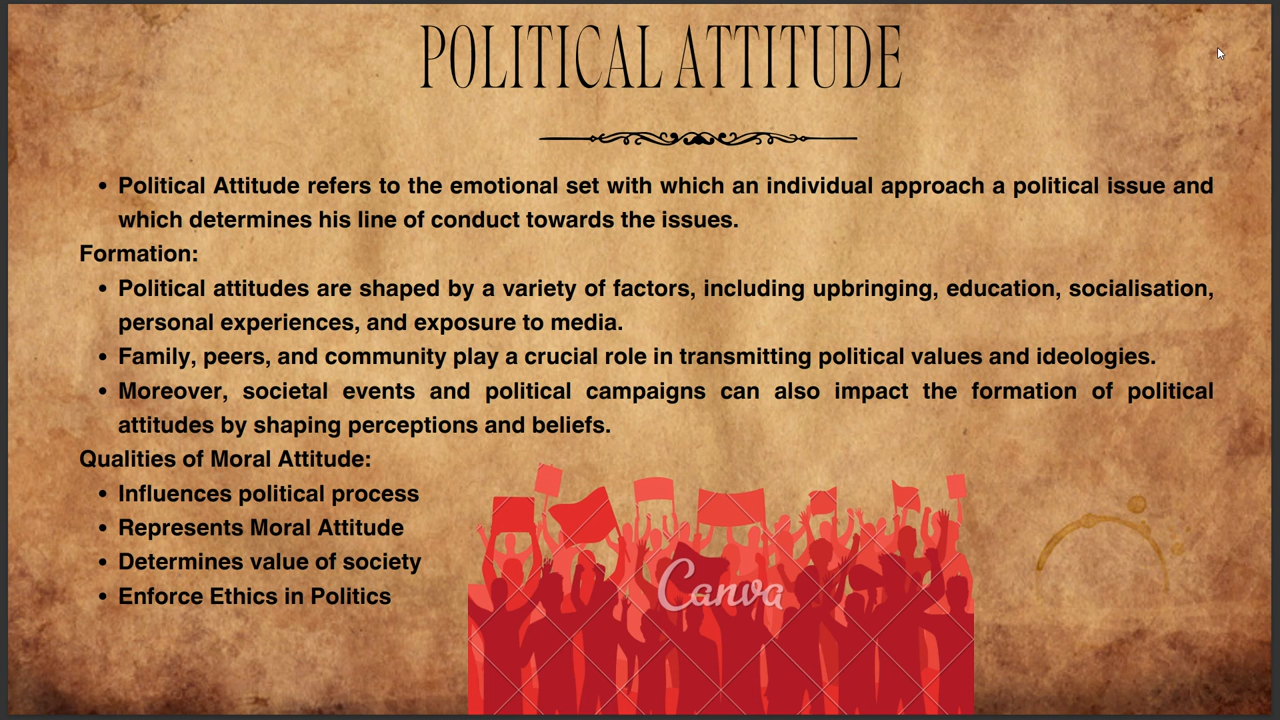 POLITICAL ATTITUDE
• Political Attitude refers to the emotional set with which an individual approach a political issue and
which determines his line of conduct towards the issues.
Formation:
• Political attitudes are shaped by a variety of factors, including upbringing, education, socialisation,
personal experiences, and exposure to media.
• Family, peers, and community play a crucial role in transmitting political values and ideologies.
• Moreover, societal events and political campaigns can also impact the formation of political
attitudes by shaping perceptions and beliefs.
Qualities of Moral Attitude:
• Influences political process
• Represents Moral Attitude
• Determines value of society
• Enforce Ethics in Politics
Canva